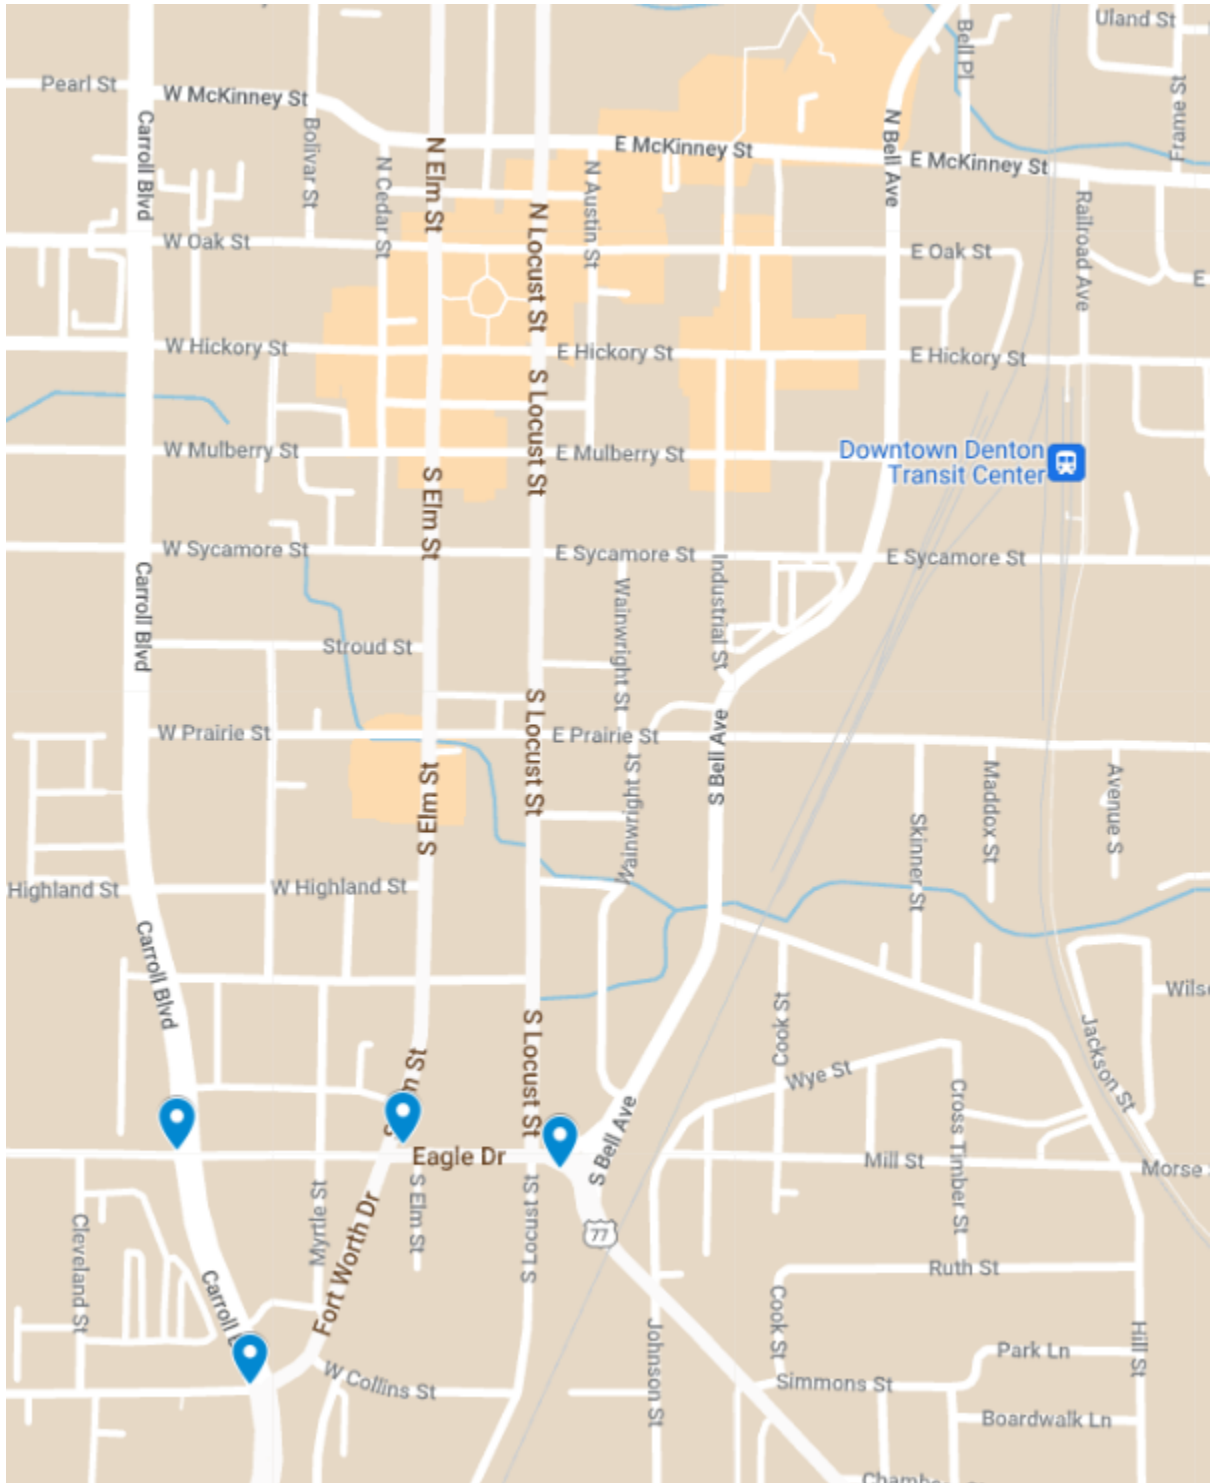 Uland St
Bell Pl
Pearl St
W McKinney St
Frame St
Carroll Blvd
Bolivar St
N Elm St
N Bell Ave
E McKinney St
E McKinney St
N Cedar St
N Austin St
Railroad Ave
N Locust St
W Oak St
E Oak St
E
W Hickory St
E Hickory St
E Hickory St
S Locust St
W Mulberry St
E Mulberry St
Downtown Denton
Transit Center
S Elm St
W Sycamore St
E Sycamore St
E Sycamore St
Carroll Blvd
Industrial St
Wainwright St
Stroud St
S Locust St
W Prairie St
E Prairie St
S Bell Ave
S Elm St
Wainwright St
Maddox St
Avenue S
Skinner St
Highland St
W Highland St
Carroll Blvd
Wils
Cook St
S Locust St
Jackson St
m St
Wye St
Cross Timber St
S Bell Ave
Eagle Dr
Mill St
Morse
S Elm St
S Locust St
Myrtle St
Fort Worth Dr
Cleveland St
77
Ruth St
Carroll B
Cook St
Johnson St
Hill St
Park Ln
W Collins St
Simmons St
Boardwalk Ln
Chamb